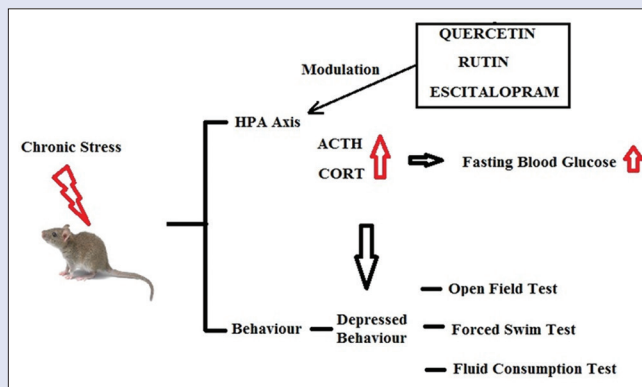 QUERCETIN
RUTIN
ESCITALOPRAM
Modulation
HPA Axis
Chronic Stress
ACTH
CORT
Fasting Blood Glucose
Open Field Test
Behaviour
Depressed
Behaviour
Forced Swim Test
Fluid Consumption Test